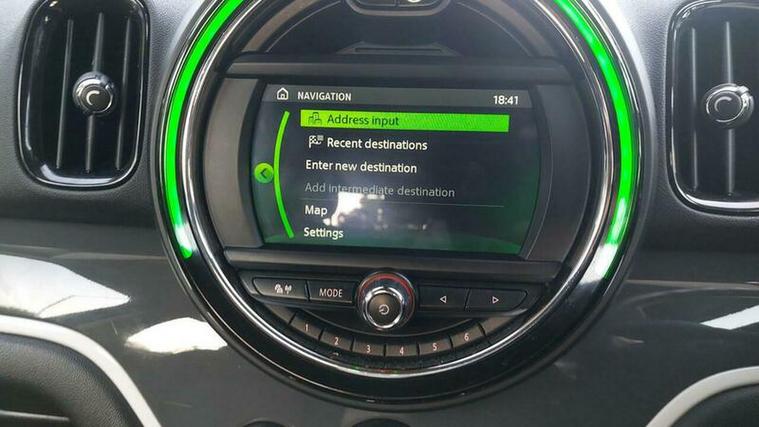 NAVIGATION 18:41
Address input
Recent destinations
Enter new destination
Add intermediate destination
Map
Settings
MODE
1 2 3 4 5 6